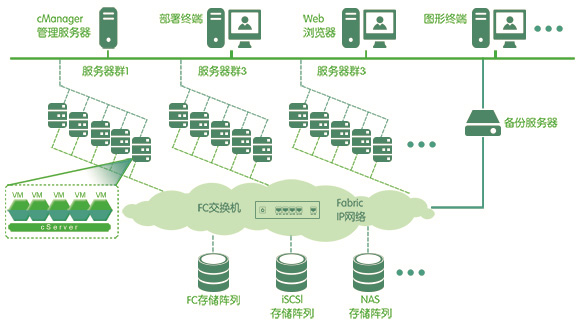 cManager
管理服务器
部署终端
Web
浏览器
图形终端
服务器群1
服务器群3
服务器群3
备份服务器
VM VM VM VM VM
cServer
FC交换机
Fobric
IP网络
FC存储阵列
iSCSI
存储阵列
NAS
存储阵列